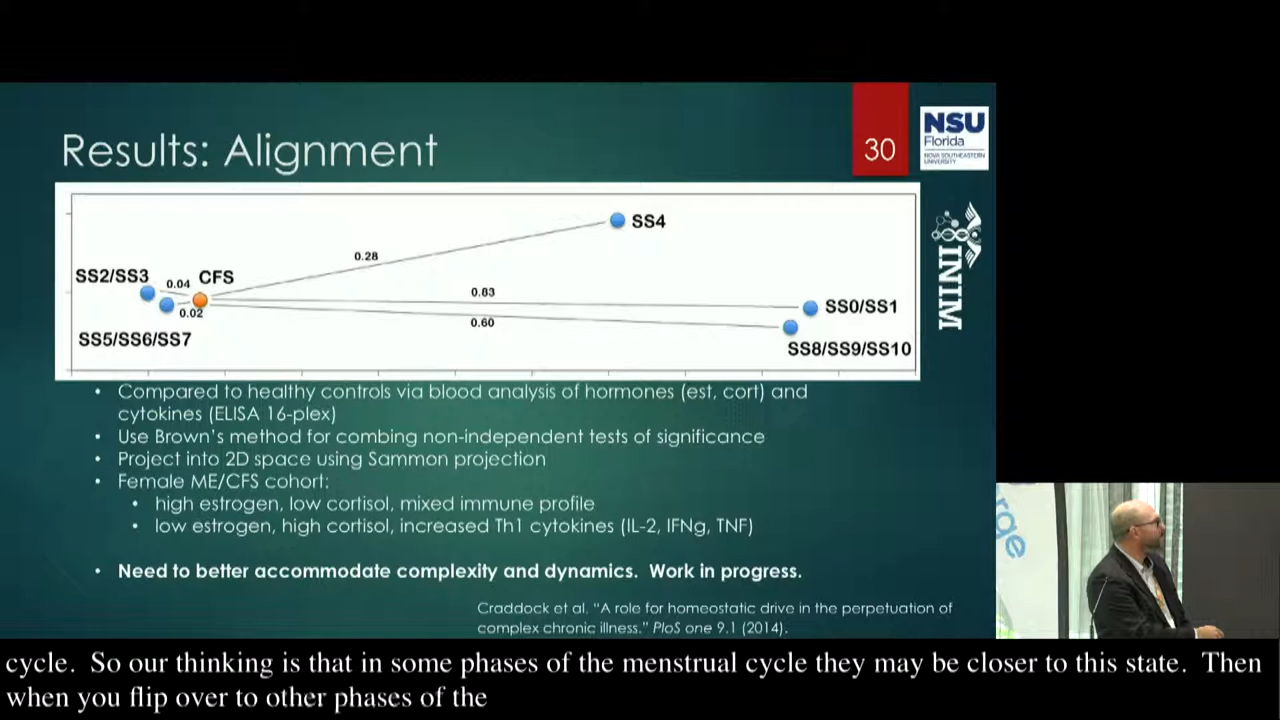 Results: Alignment
30
NSU
Florida
NOVA SOUTHEASTERN
UNIVERSITY
INIM
SS4
0.28
SS2/SS3
0.04
CFS
0.83
SS0/SS1
0.02
0.60
SS5/SS6/SS7
SS8/SS9/SS10
• Compared to healthy controls via blood analysis of hormones (est, cort) and
cytokines (ELISA 16-plex)
• Use Brown's method for combing non-independent tests of significance
• Project into 2D space using Sammon projection
• Female ME/CFS cohort:
• high estrogen, low cortisol, mixed immune profile
• low estrogen, high cortisol, increased Th1 cytokines (IL-2, IFNg, TNF)
• Need to better accommodate complexity and dynamics. Work in progress.
Craddock et al. "A role for homeostatic drive in the perpetuation of
complex chronic illness." PloS one 9.1 (2014).
cycle. So our thinking is that in some phases of the menstrual cycle they may be closer to this state. Then
when you flip over to other phases of the